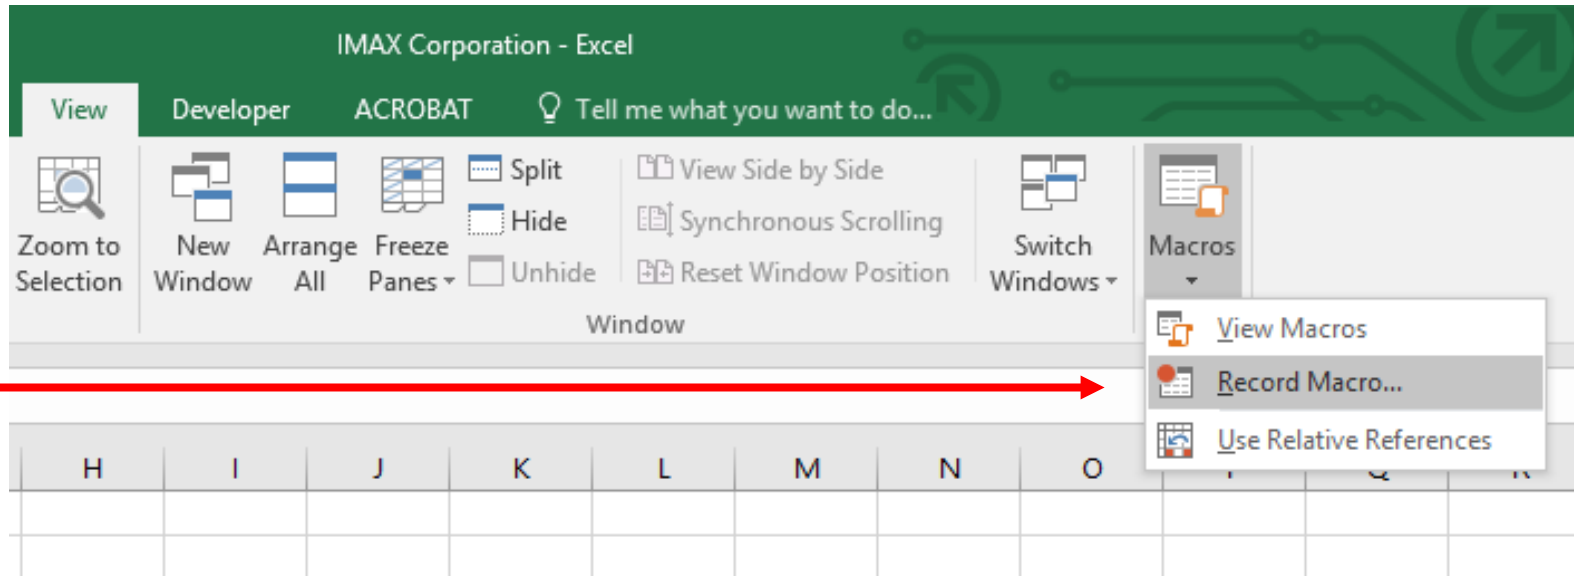 IMAX Corporation - Excel
View Developer ACROBAT Tell me what you want to do...
Zoom to Selection
New Window
Arrange All
Freeze Panes
Split
Hide
Unhide
View Side by Side
Synchronous Scrolling
Reset Window Position
Switch Windows
Macros
Window
View Macros
Record Macro...
Use Relative References
H I J K L M N O